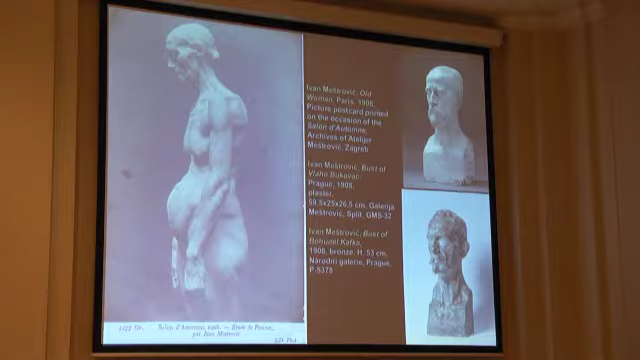 Ivan Meštrović, Old
Woman, Paris, 1908,
Picture postcard printed
on the occasion of the
Salon d'Automne,
Archives of Atelijer
Meštrović, Zagreb
Ivan Meštrović, Bust of
Vlaho Bukovac,
Prague, 1908,
plaster,
59,5x25x26,5 cm, Galerija
Meštrović, Split, GMS-32
Ivan Meštrović, Bust of
Bohumil Kafka,
1908, bronze, H. 53 cm,
Národní galerie, Prague,
P-5378
Salon d'Automne 1908. — Étude de Femme,
par Ivan Mestrovic
ND Phot.